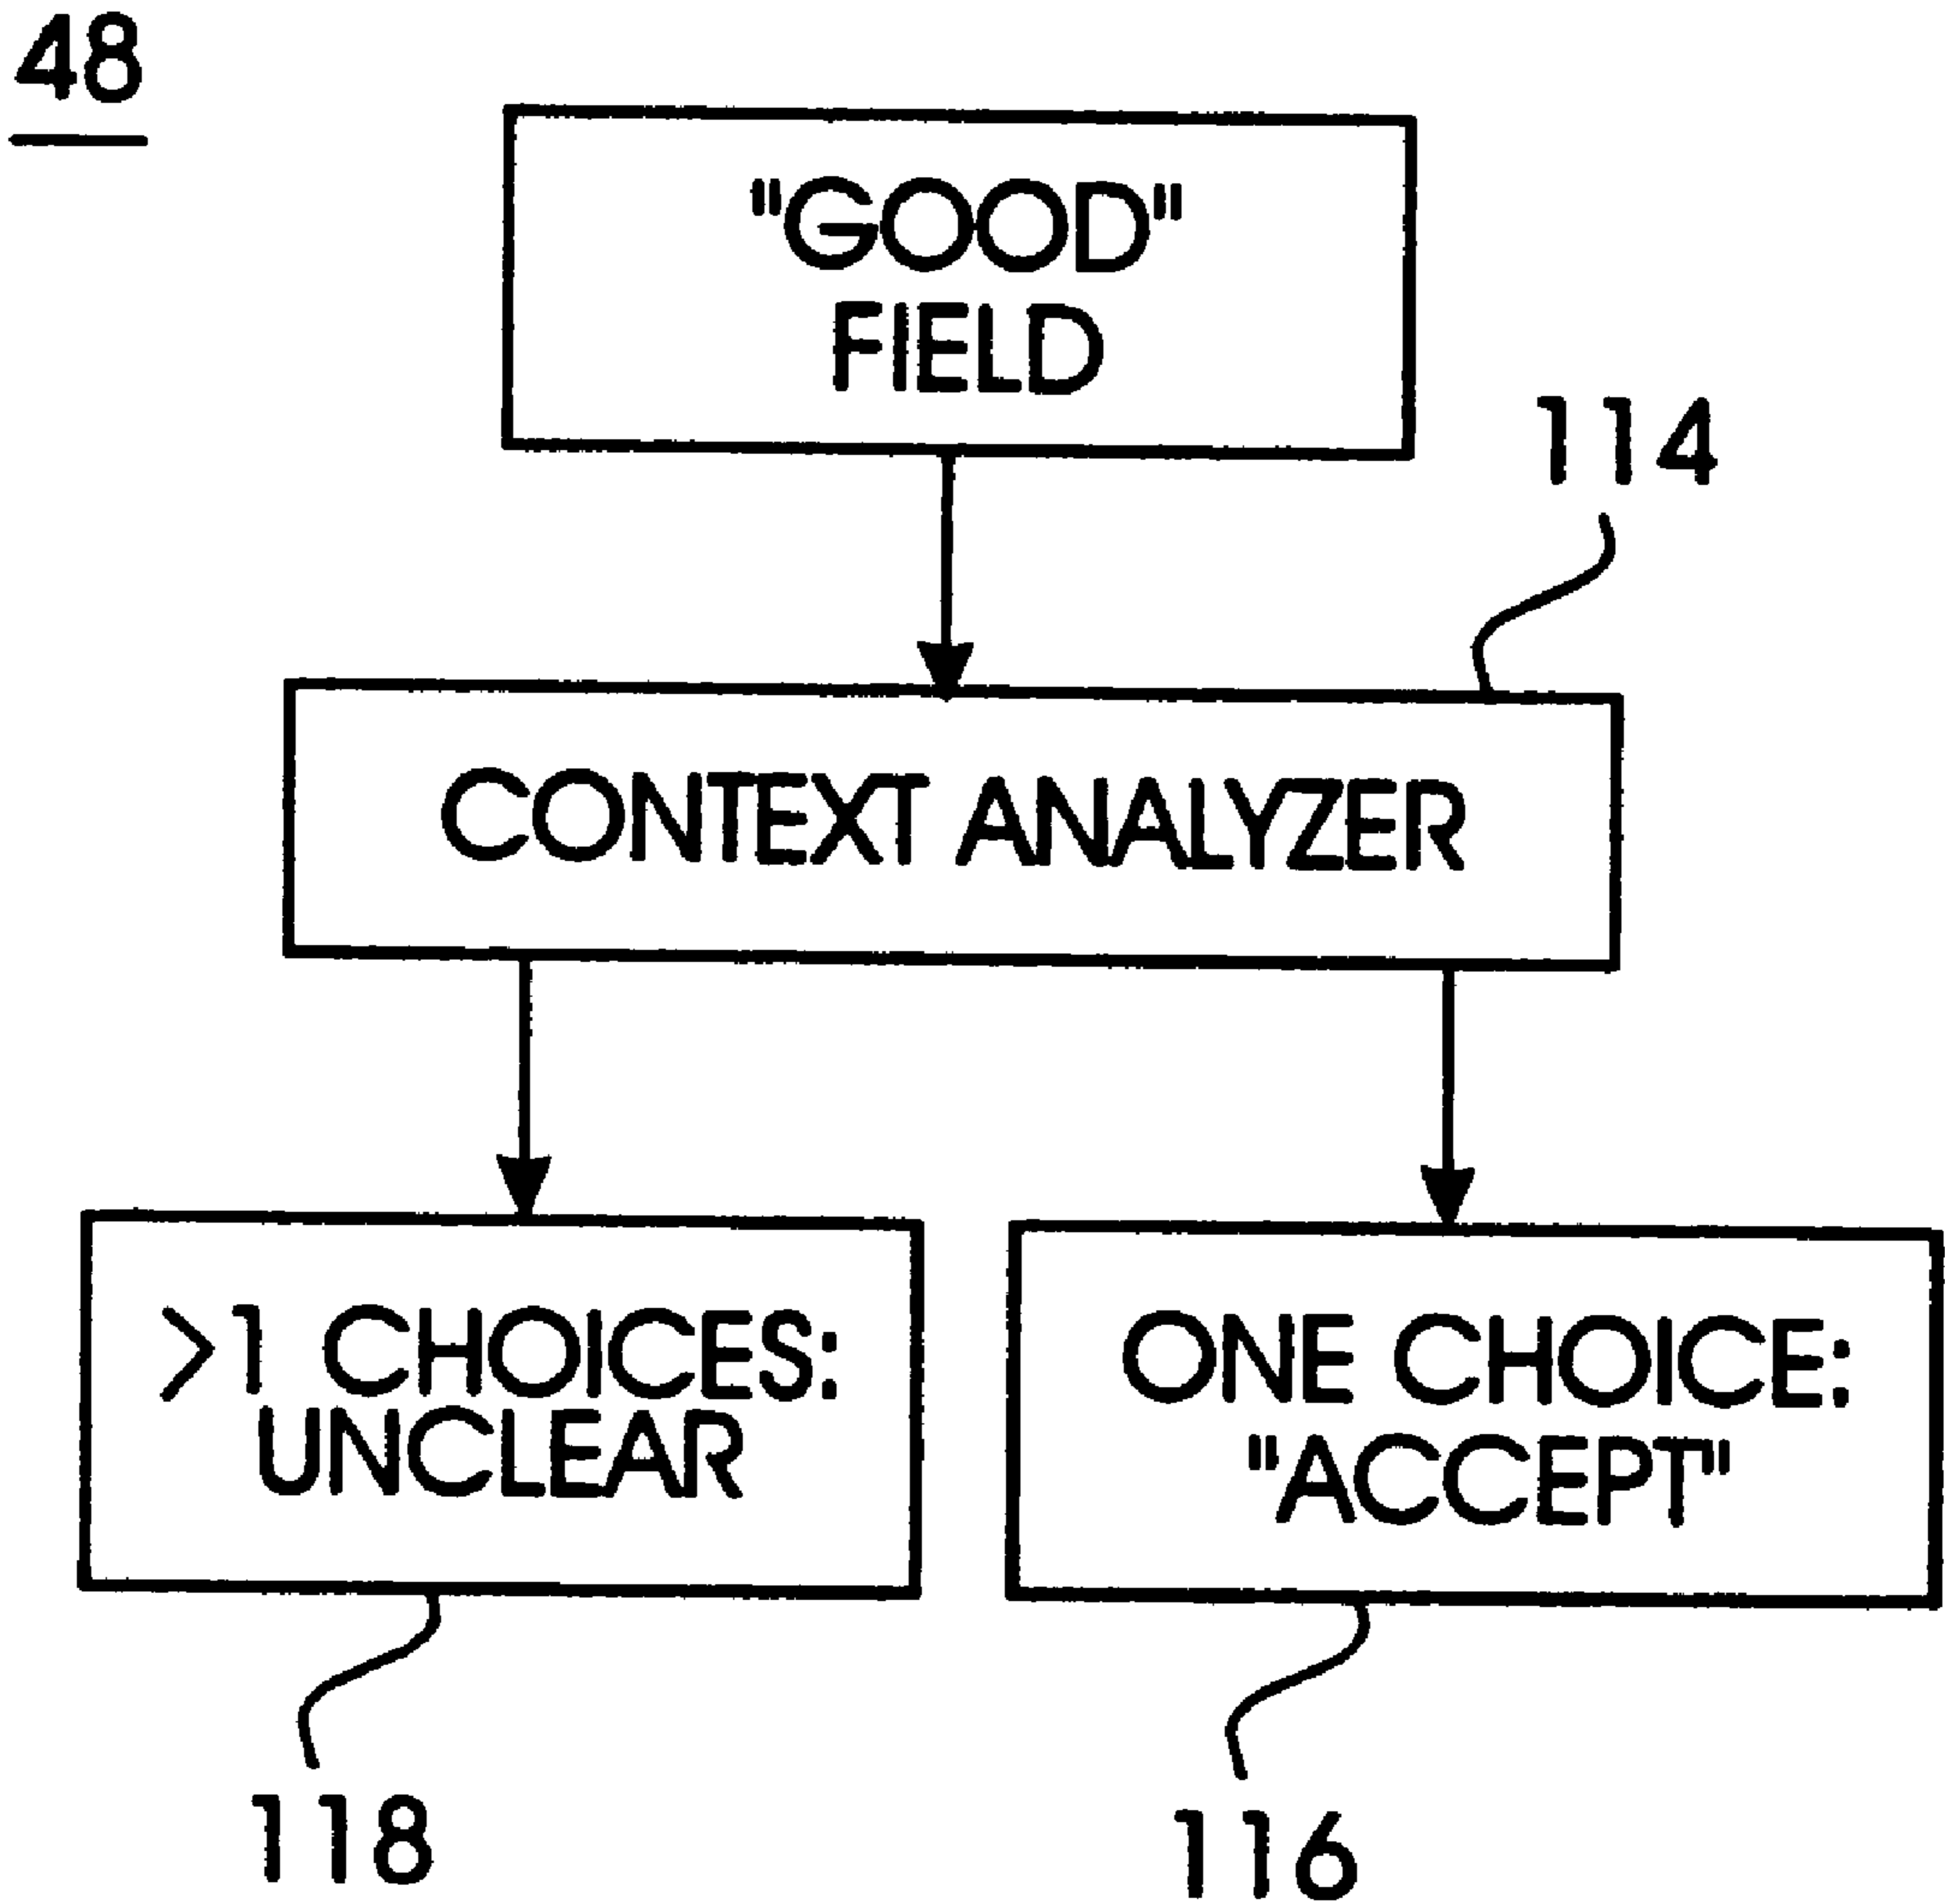 48
"GOOD"
FIELD
114
CONTEXT ANALYZER
>1 CHOICES:
UNCLEAR
ONE CHOICE:
"ACCEPT"
118
116